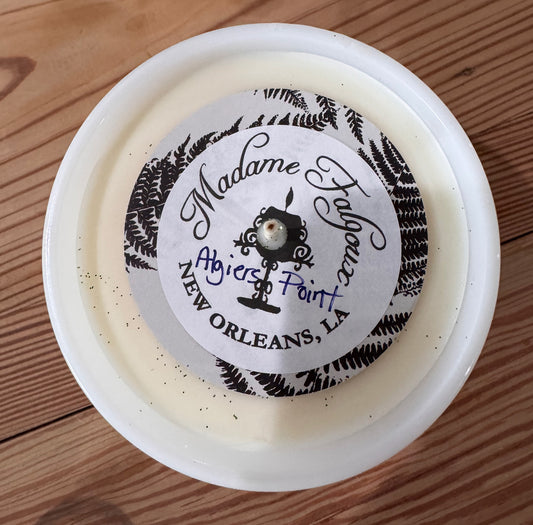 Madame Falgoux
Algiers Point
NEW ORLEANS, LA